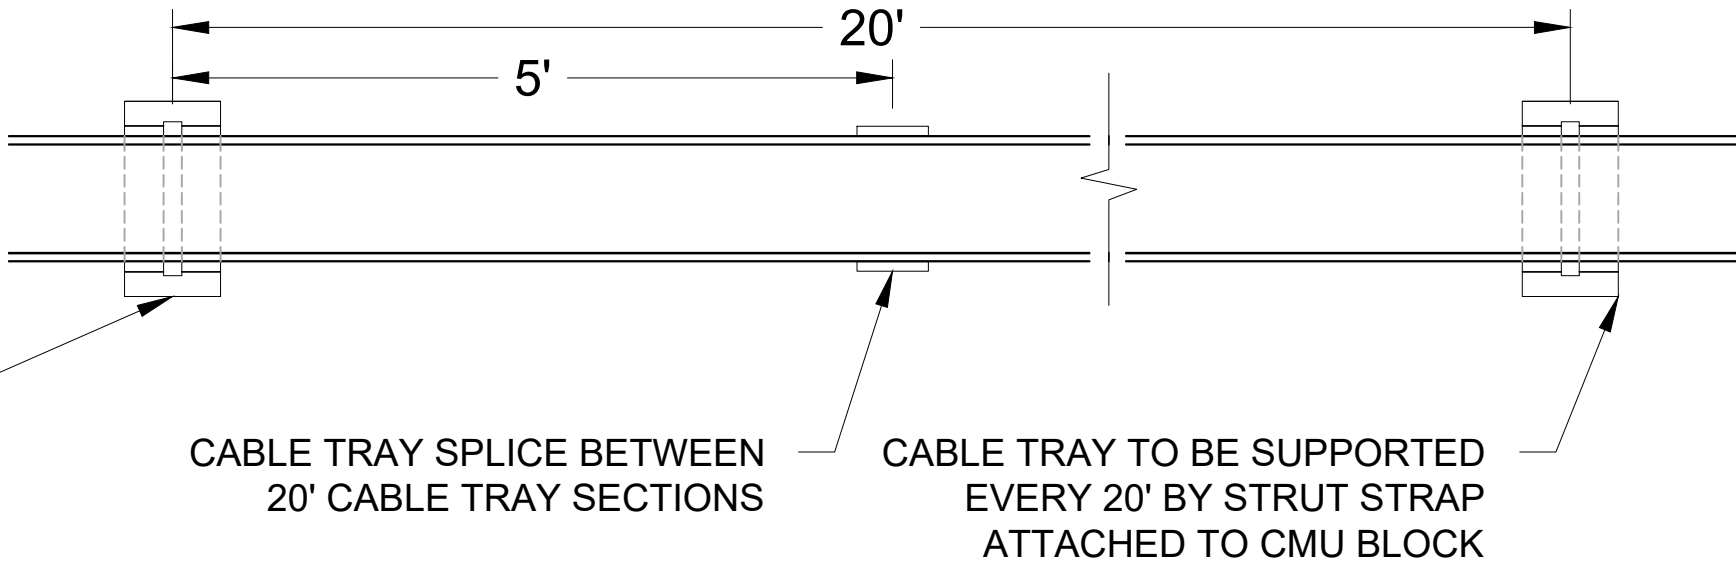 20'
5'
CABLE TRAY SPLICE BETWEEN
20' CABLE TRAY SECTIONS
CABLE TRAY TO BE SUPPORTED
EVERY 20' BY STRUT STRAP
ATTACHED TO CMU BLOCK